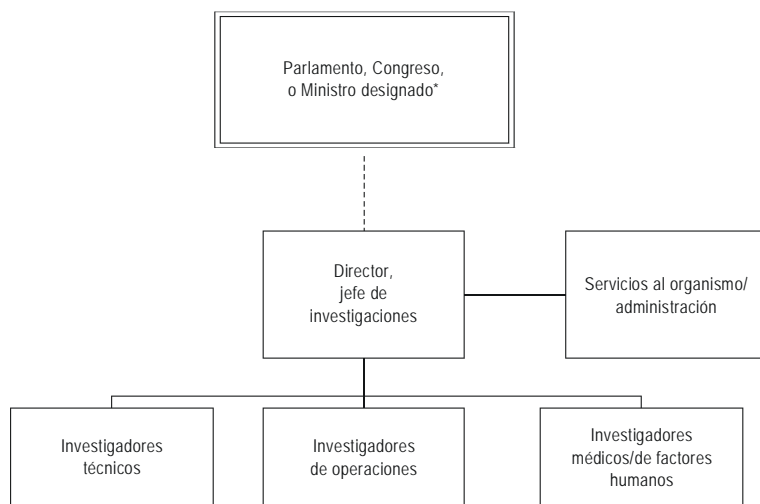 Parlamento, Congreso,
o Ministro designado*
Director,
jefe de
investigaciones
Servicios al organismo/
administración
Investigadores
técnicos
Investigadores
de operaciones
Investigadores
médicos/de factores
humanos